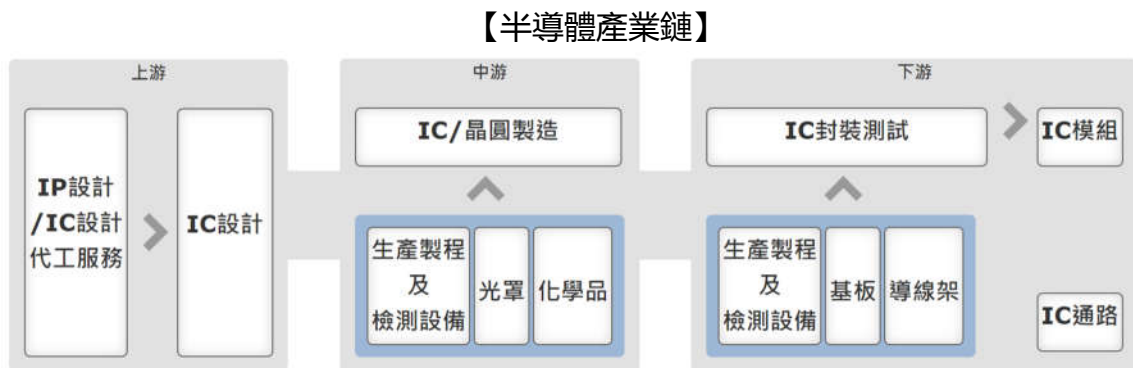 【半導體產業鏈】
上游
IP設計
/IC設計
代工服務
IC設計
中游
IC/晶圓製造
生產製程
及
檢測設備
光罩
化學品
下游
IC封裝測試
IC模組
生產製程
及
檢測設備
基板
導線架
IC通路